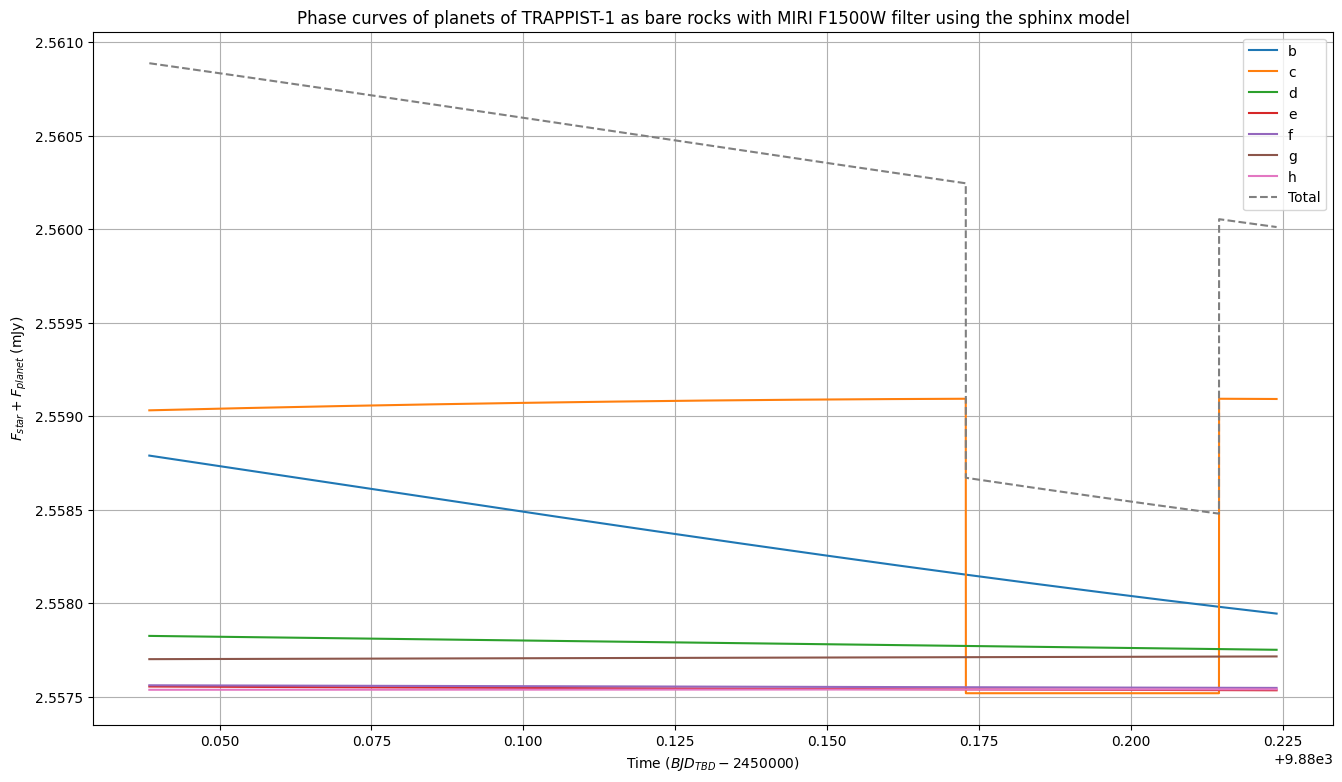 Phase curves of planets of TRAPPIST-1 as bare rocks with MIRI F1500W filter using the sphinx model
2.5610
2.5605
2.5600
2.5595
2.5590
2.5585
2.5580
2.5575
F_star + F_planet (mJy)
b
c
d
e
f
g
h
Total
0.050 0.075 0.100 0.125 0.150 0.175 0.200 0.225
+9.88e3
Time (BJD_TBD − 2450000)